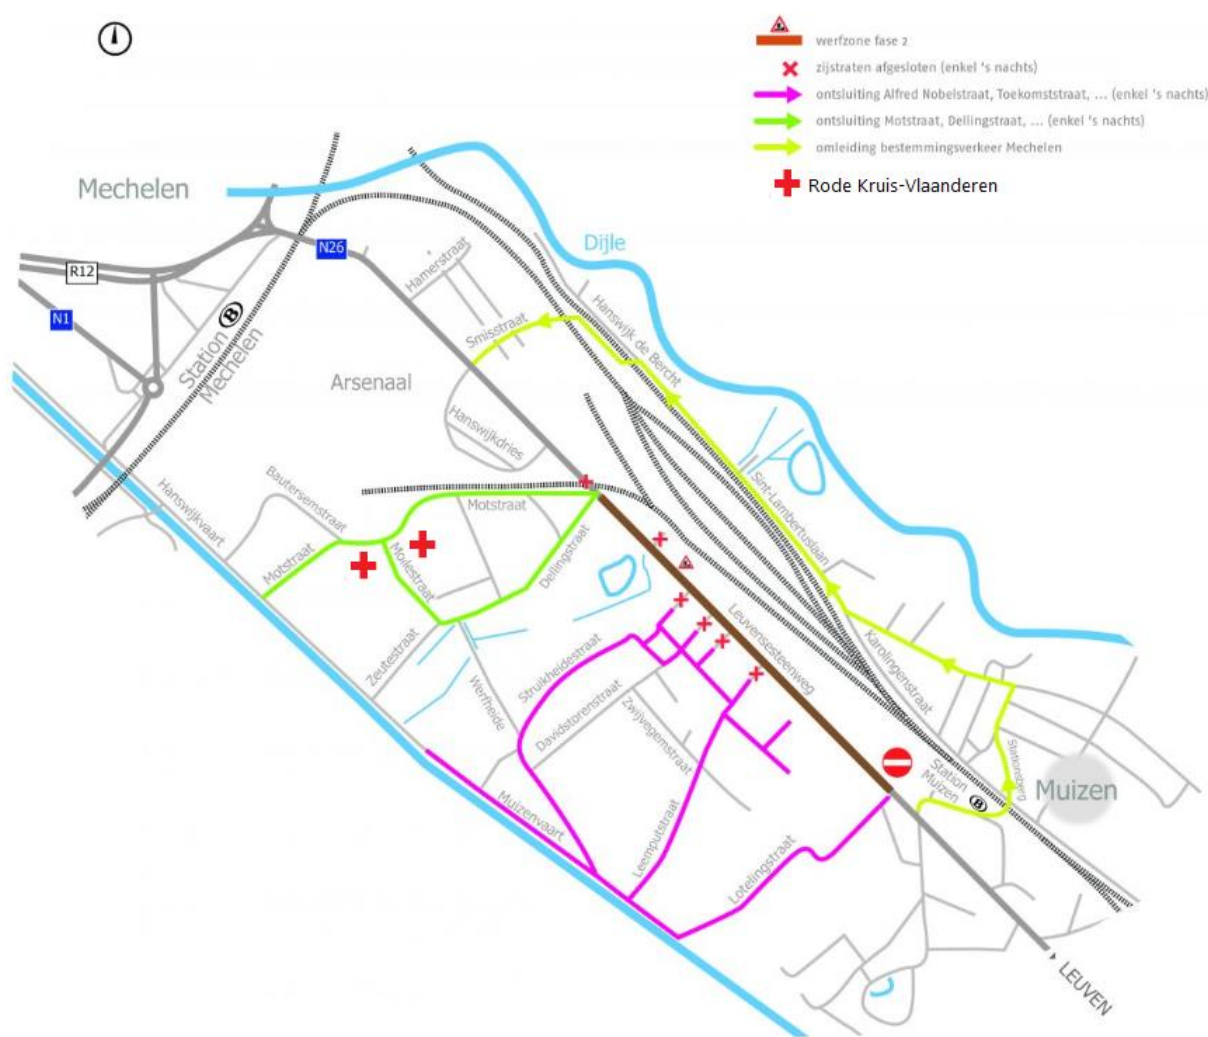 werfzone fase 2
zijstraten afgesloten (enkel 's nachts)
ontsluiting Alfred Nobelstraat, Toekomststraat, ... (enkel 's nachts)
ontsluiting Motstraat, Dellingstraat, ... (enkel 's nachts)
omleiding bestemmingsverkeer Mechelen
Rode Kruis-Vlaanderen
Mechelen
Dijle
N26
R12
N1
B
Station
Mechelen
Hamerstraat
Smisstraat
Hanswijk de Bercht
Arsenaal
Hanswijkdries
Hanswijkvaart
Bautersemstraat
Motstraat
Motstraat
Moilestraat
Dellingstraat
Sint-Lambertuslaan
Leuvensesteenweg
Karolingenstraat
Zeutestraat
Werfheide
Struikheidestraat
Davidstorenstraat
Zwijvegemstraat
Station
Muizen
B
Stationsberg
Muizen
Muizenvaart
Leemputstraat
Lotelingstraat
LEUVEN